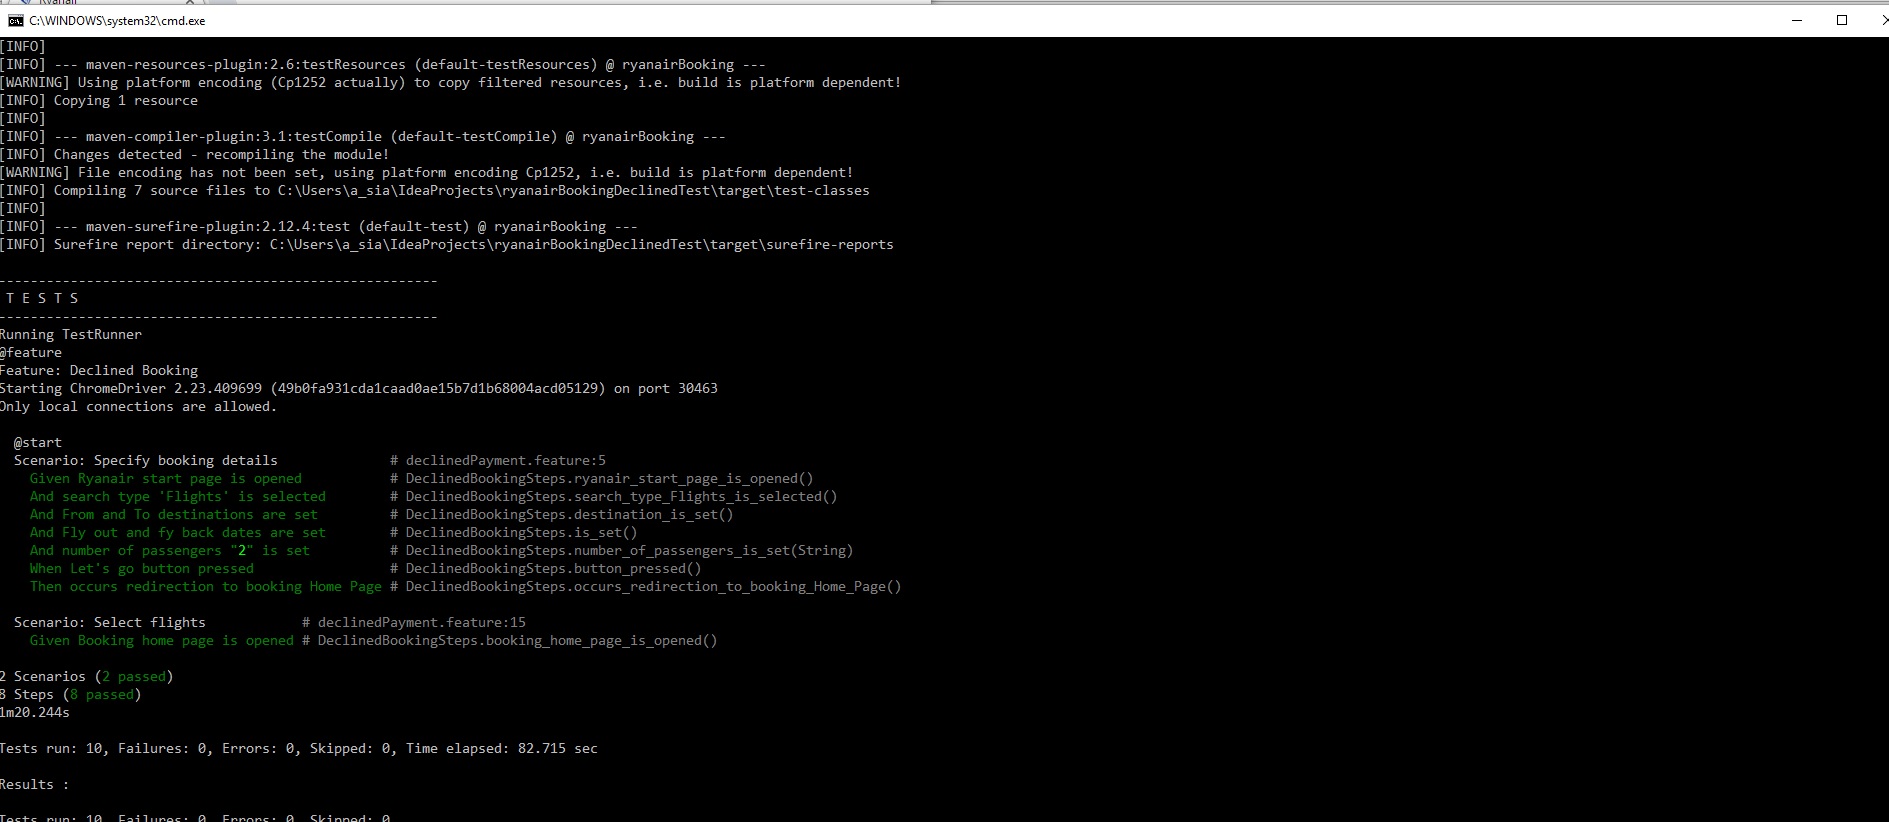 Ryanair
C:\WINDOWS\system32\cmd.exe
[INFO]
[INFO] --- maven-resources-plugin:2.6:testResources (default-testResources) @ ryanairBooking ---
[WARNING] Using platform encoding (Cp1252 actually) to copy filtered resources, i.e. build is platform dependent!
[INFO] Copying 1 resource
[INFO]
[INFO] --- maven-compiler-plugin:3.1:testCompile (default-testCompile) @ ryanairBooking ---
[INFO] Changes detected - recompiling the module!
[WARNING] File encoding has not been set, using platform encoding Cp1252, i.e. build is platform dependent!
[INFO] Compiling 7 source files to C:\Users\a_sia\IdeaProjects\ryanairBookingDeclinedTest\target\test-classes
[INFO]
[INFO] --- maven-surefire-plugin:2.12.4:test (default-test) @ ryanairBooking ---
[INFO] Surefire report directory: C:\Users\a_sia\IdeaProjects\ryanairBookingDeclinedTest\target\surefire-reports
-------------------------------------------------------
T E S T S
-------------------------------------------------------
Running TestRunner
@feature
Feature: Declined Booking
Starting ChromeDriver 2.23.409699 (49b0fa931cda1caad0ae15b7d1b68004acd05129) on port 30463
Only local connections are allowed.
@start
Scenario: Specify booking details # declinedPayment.feature:5
Given Ryanair start page is opened # DeclinedBookingSteps.ryanair_start_page_is_opened()
And search type 'Flights' is selected # DeclinedBookingSteps.search_type_Flights_is_selected()
And From and To destinations are set # DeclinedBookingSteps.destination_is_set()
And Fly out and fy back dates are set # DeclinedBookingSteps.is_set()
And number of passengers "2" is set # DeclinedBookingSteps.number_of_passengers_is_set(String)
When Let's go button pressed # DeclinedBookingSteps.button_pressed()
Then occurs redirection to booking Home Page # DeclinedBookingSteps.occurs_redirection_to_booking_Home_Page()
Scenario: Select flights # declinedPayment.feature:15
Given Booking home page is opened # DeclinedBookingSteps.booking_home_page_is_opened()
2 Scenarios (2 passed)
8 Steps (8 passed)
1m20.244s
Tests run: 10, Failures: 0, Errors: 0, Skipped: 0, Time elapsed: 82.715 sec
Results :
Tests run: 10, Failures: 0, Errors: 0, Skipped: 0